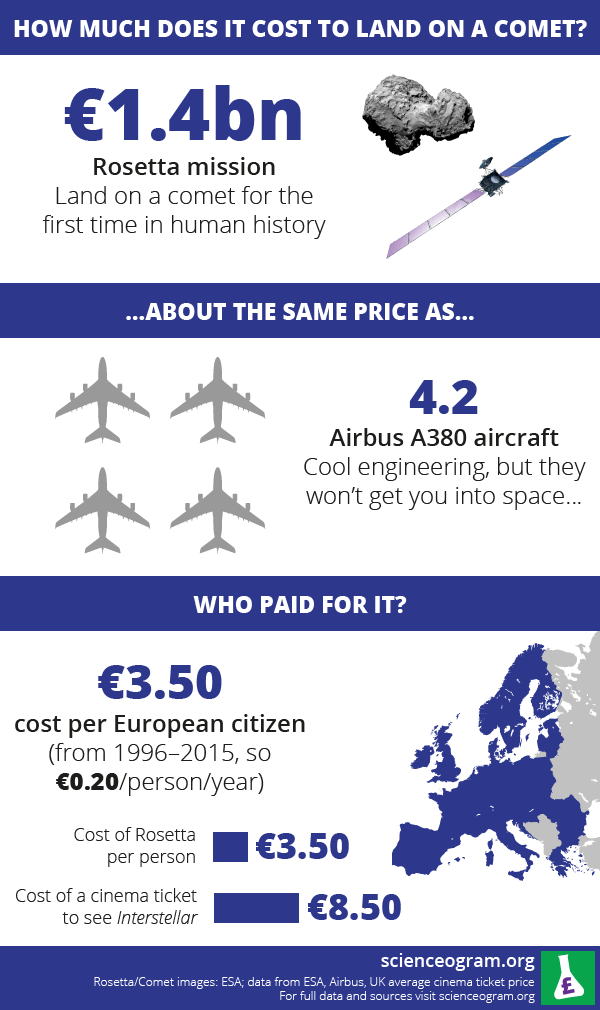 HOW MUCH DOES IT COST TO LAND ON A COMET?
€1.4bn
Rosetta mission
Land on a comet for the
first time in human history
...ABOUT THE SAME PRICE AS...
4.2
Airbus A380 aircraft
Cool engineering, but they
won't get you into space...
WHO PAID FOR IT?
€3.50
cost per European citizen
(from 1996–2015, so
€0.20/person/year)
Cost of Rosetta
per person
€3.50
Cost of a cinema ticket
to see Interstellar
€8.50
scienceogram.org
Rosetta/Comet images: ESA; data from ESA, Airbus, UK average cinema ticket price
For full data and sources visit scienceogram.org
£